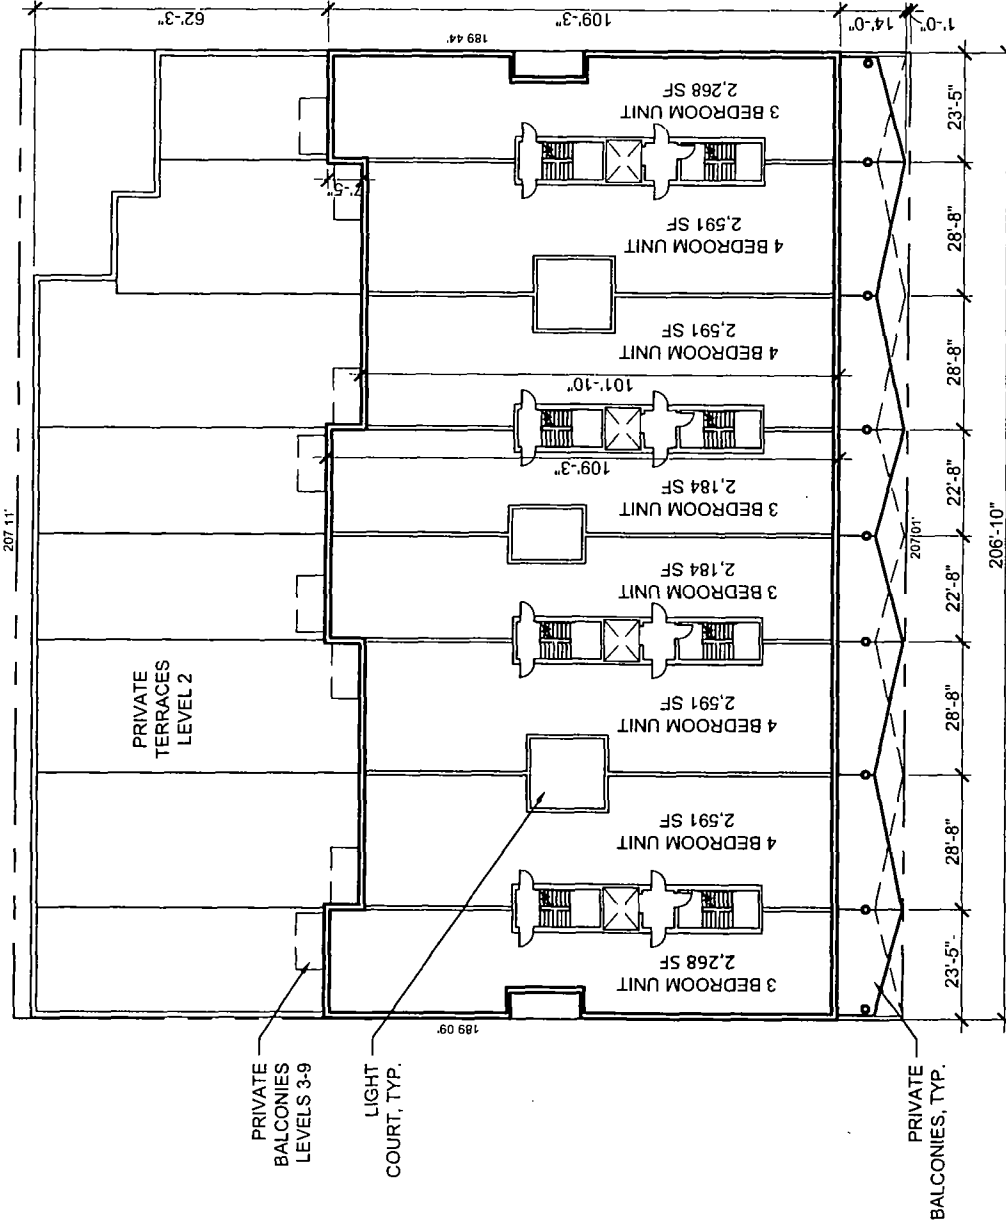 62'-3"
109'-3"
14'-0"
1'-0"
207 11'
189 44'
3 BEDROOM UNIT
2,268 SF
7'-5"
4 BEDROOM UNIT
2,591 SF
4 BEDROOM UNIT
2,591 SF
101'-10"
109'-3"
3 BEDROOM UNIT
2,184 SF
3 BEDROOM UNIT
2,184 SF
4 BEDROOM UNIT
2,591 SF
4 BEDROOM UNIT
2,591 SF
3 BEDROOM UNIT
2,268 SF
189 09'
PRIVATE
TERRACES
LEVEL 2
207 01'
23'-5"
28'-8"
28'-8"
22'-8"
22'-8"
28'-8"
28'-8"
23'-5"
206'-10"
PRIVATE
BALCONIES
LEVELS 3-9
LIGHT
COURT, TYP.
PRIVATE
BALCONIES, TYP.